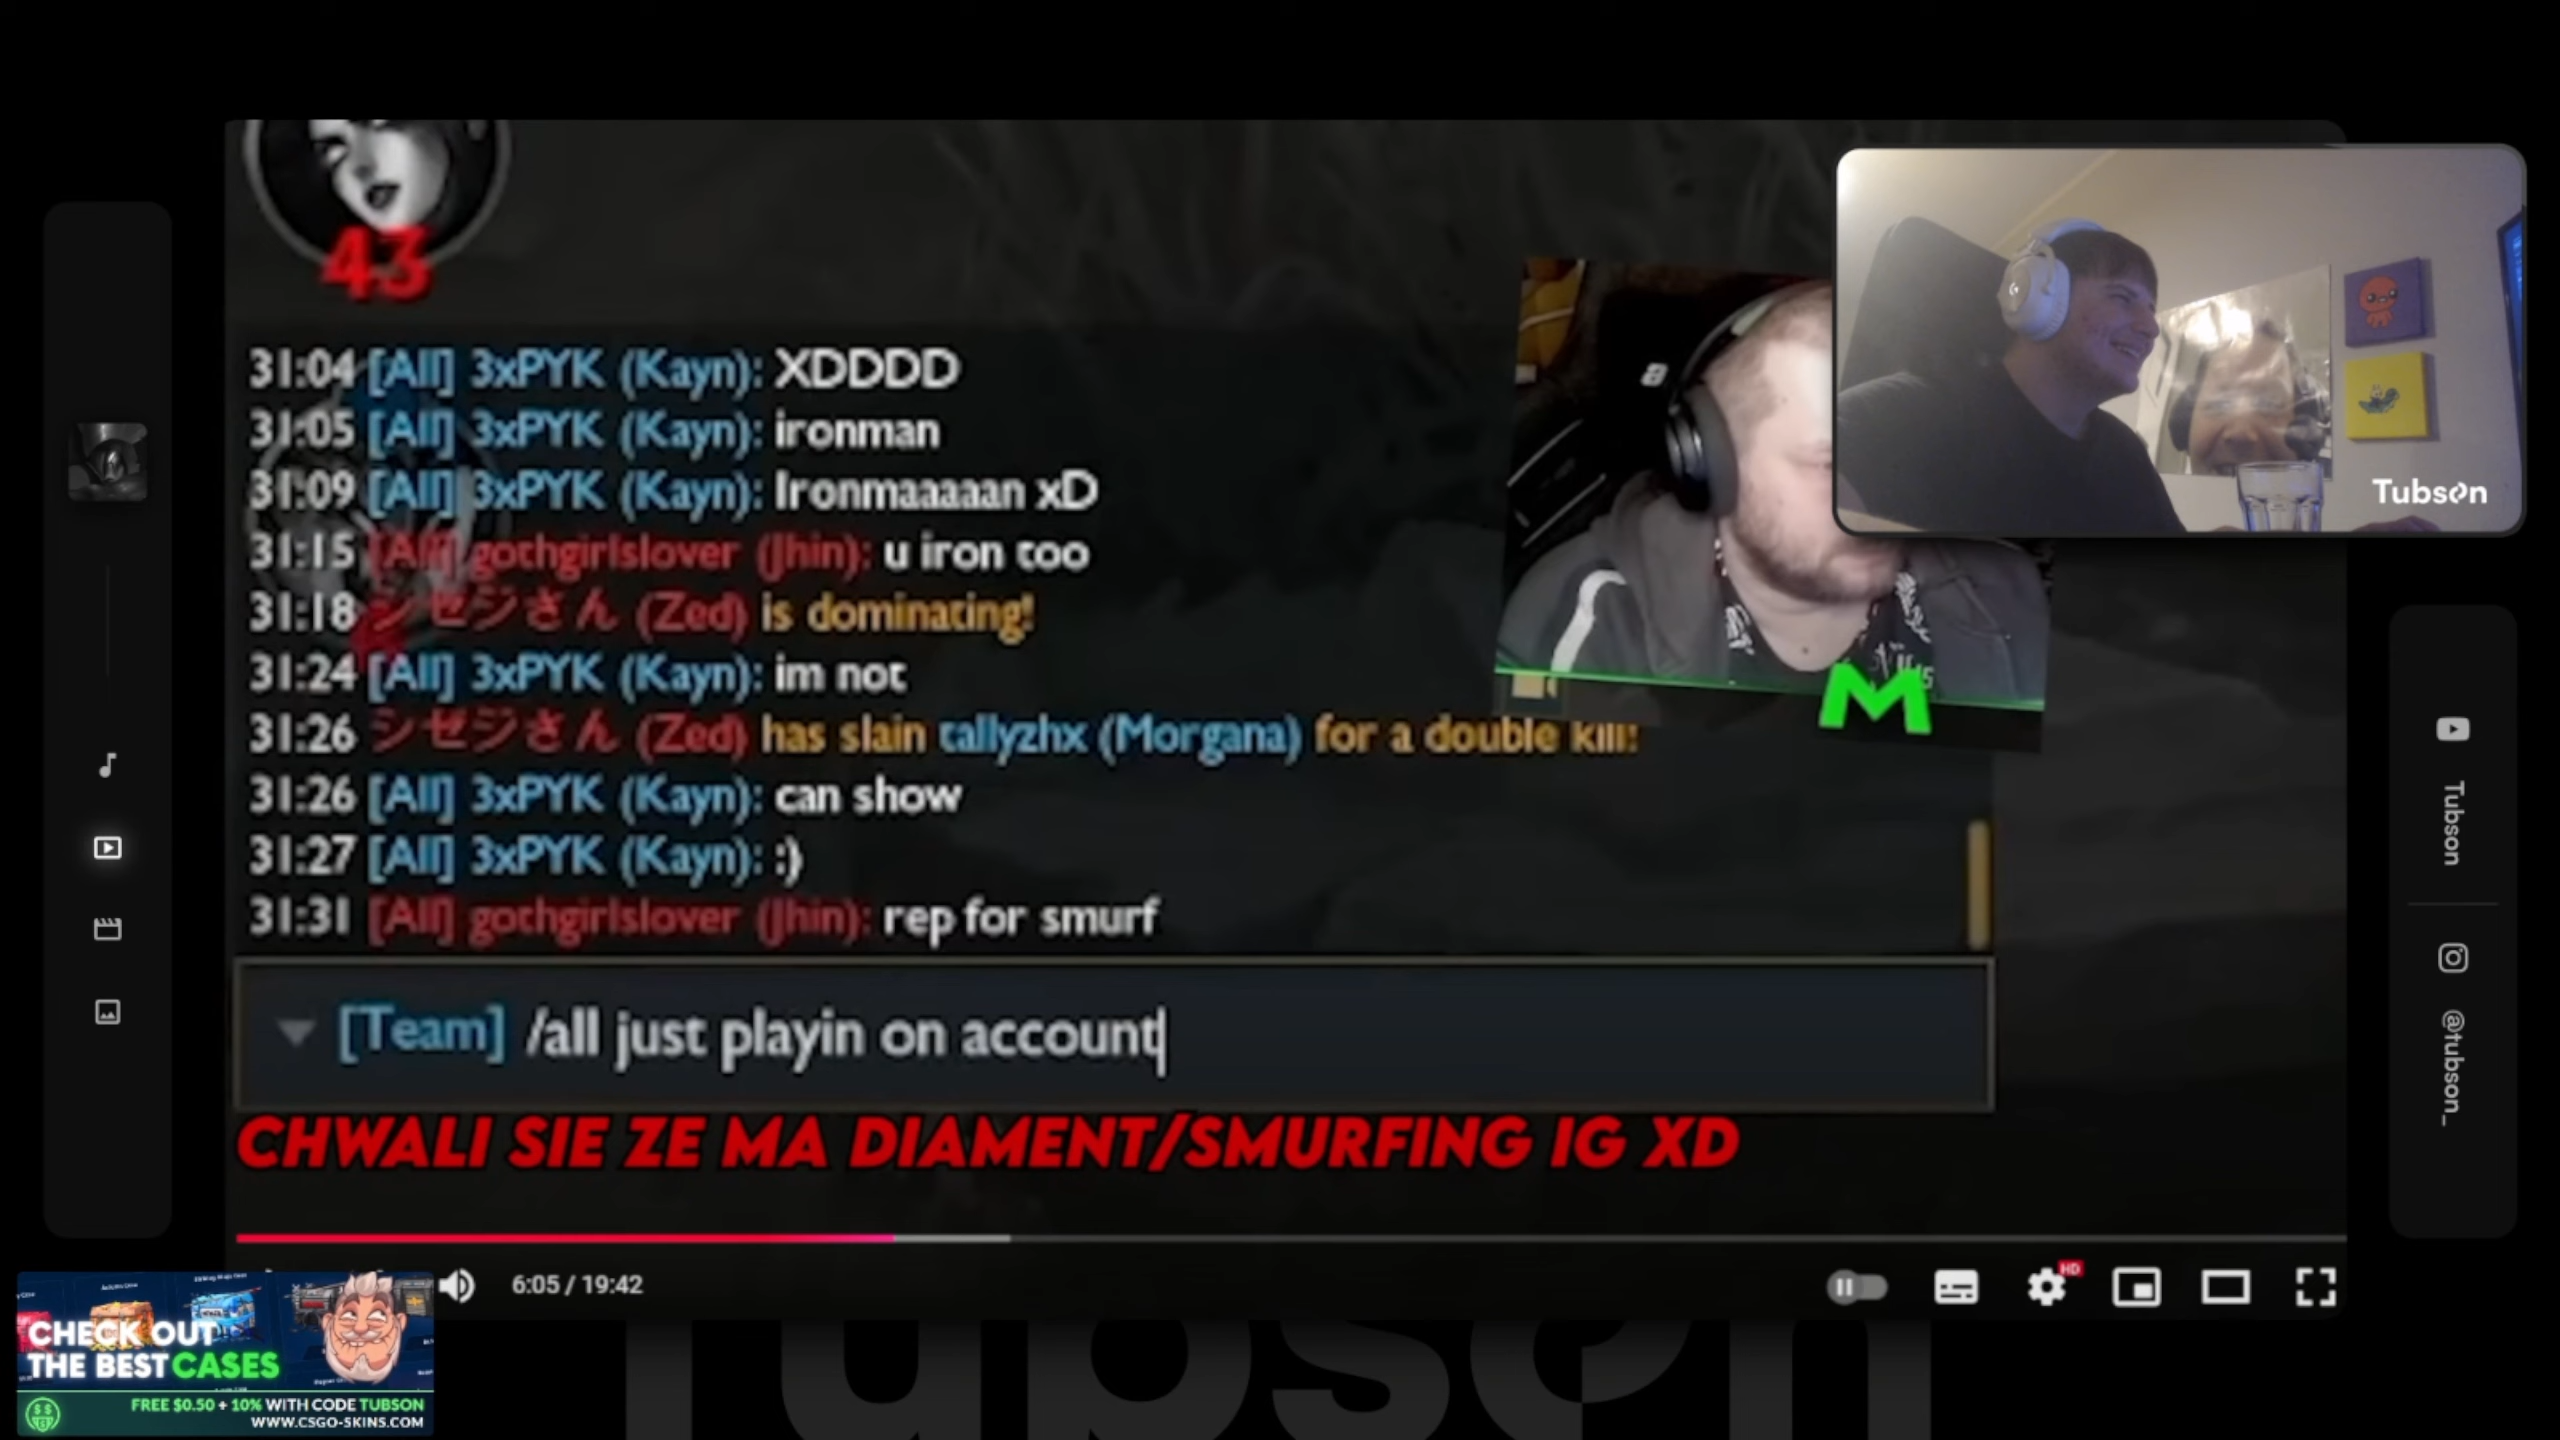 43
31:04 [All] 3xPYK (Kayn): XDDDD
31:05 [All] 3xPYK (Kayn): ironman
31:09 [All] 3xPYK (Kayn): Ironmaaaaan xD
31:15 [All] gothgirlslover (Jhin): u iron too
31:18 シゼジさん (Zed) is dominating!
31:24 [All] 3xPYK (Kayn): im not
31:26 シゼジさん (Zed) has slain tallyzhx (Morgana) for a double kill!
31:26 [All] 3xPYK (Kayn): can show
31:27 [All] 3xPYK (Kayn): :)
31:31 [All] gothgirlslover (Jhin): rep for smurf
[Team] /all just playin on account
CHWALI SIE ZE MA DIAMENT/SMURFING IG XD
M
Tubson
Tubson
@tubson_
6:05 / 19:42
HD
CHECK OUT
THE BEST CASES
FREE $0.50 + 10% WITH CODE TUBSON
WWW.CSGO-SKINS.COM
Tubson